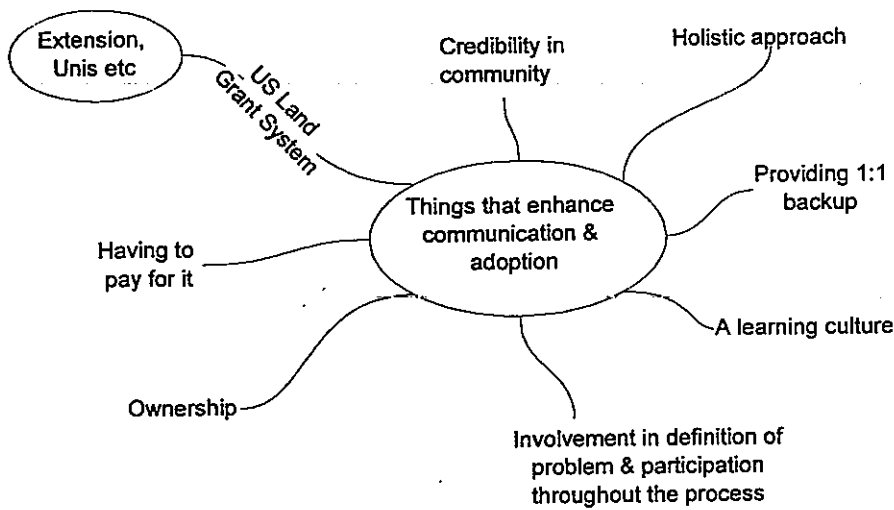 Extension,
Unis etc
US Land
Grant System
Credibility in
community
Holistic approach
Things that enhance
communication &
adoption
Providing 1:1
backup
Having to
pay for it
A learning culture
Ownership
Involvement in definition of
problem & participation
throughout the process